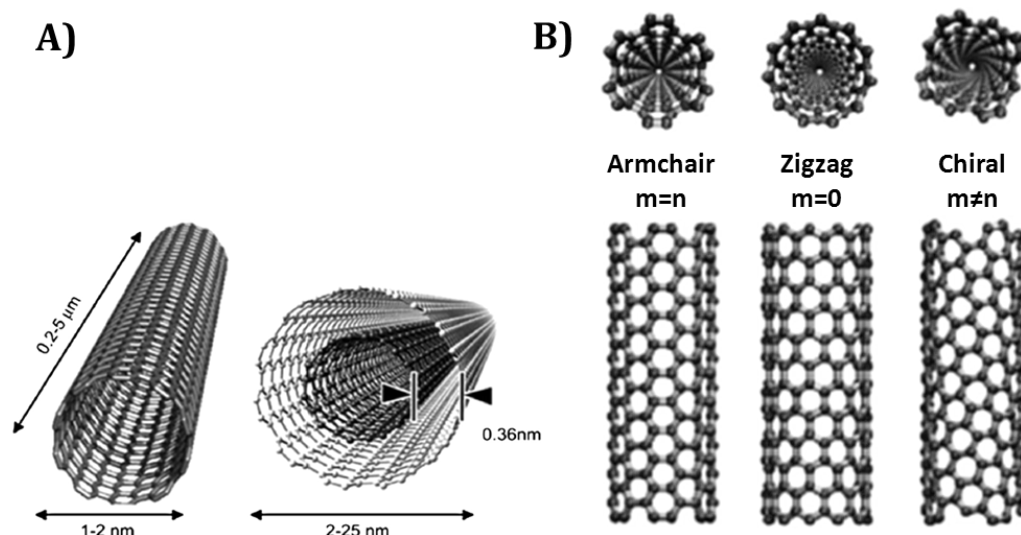 A)
0.2-5 µm
1-2 nm
0.36nm
2-25 nm
B)
Armchair
m=n
Zigzag
m=0
Chiral
m≠n